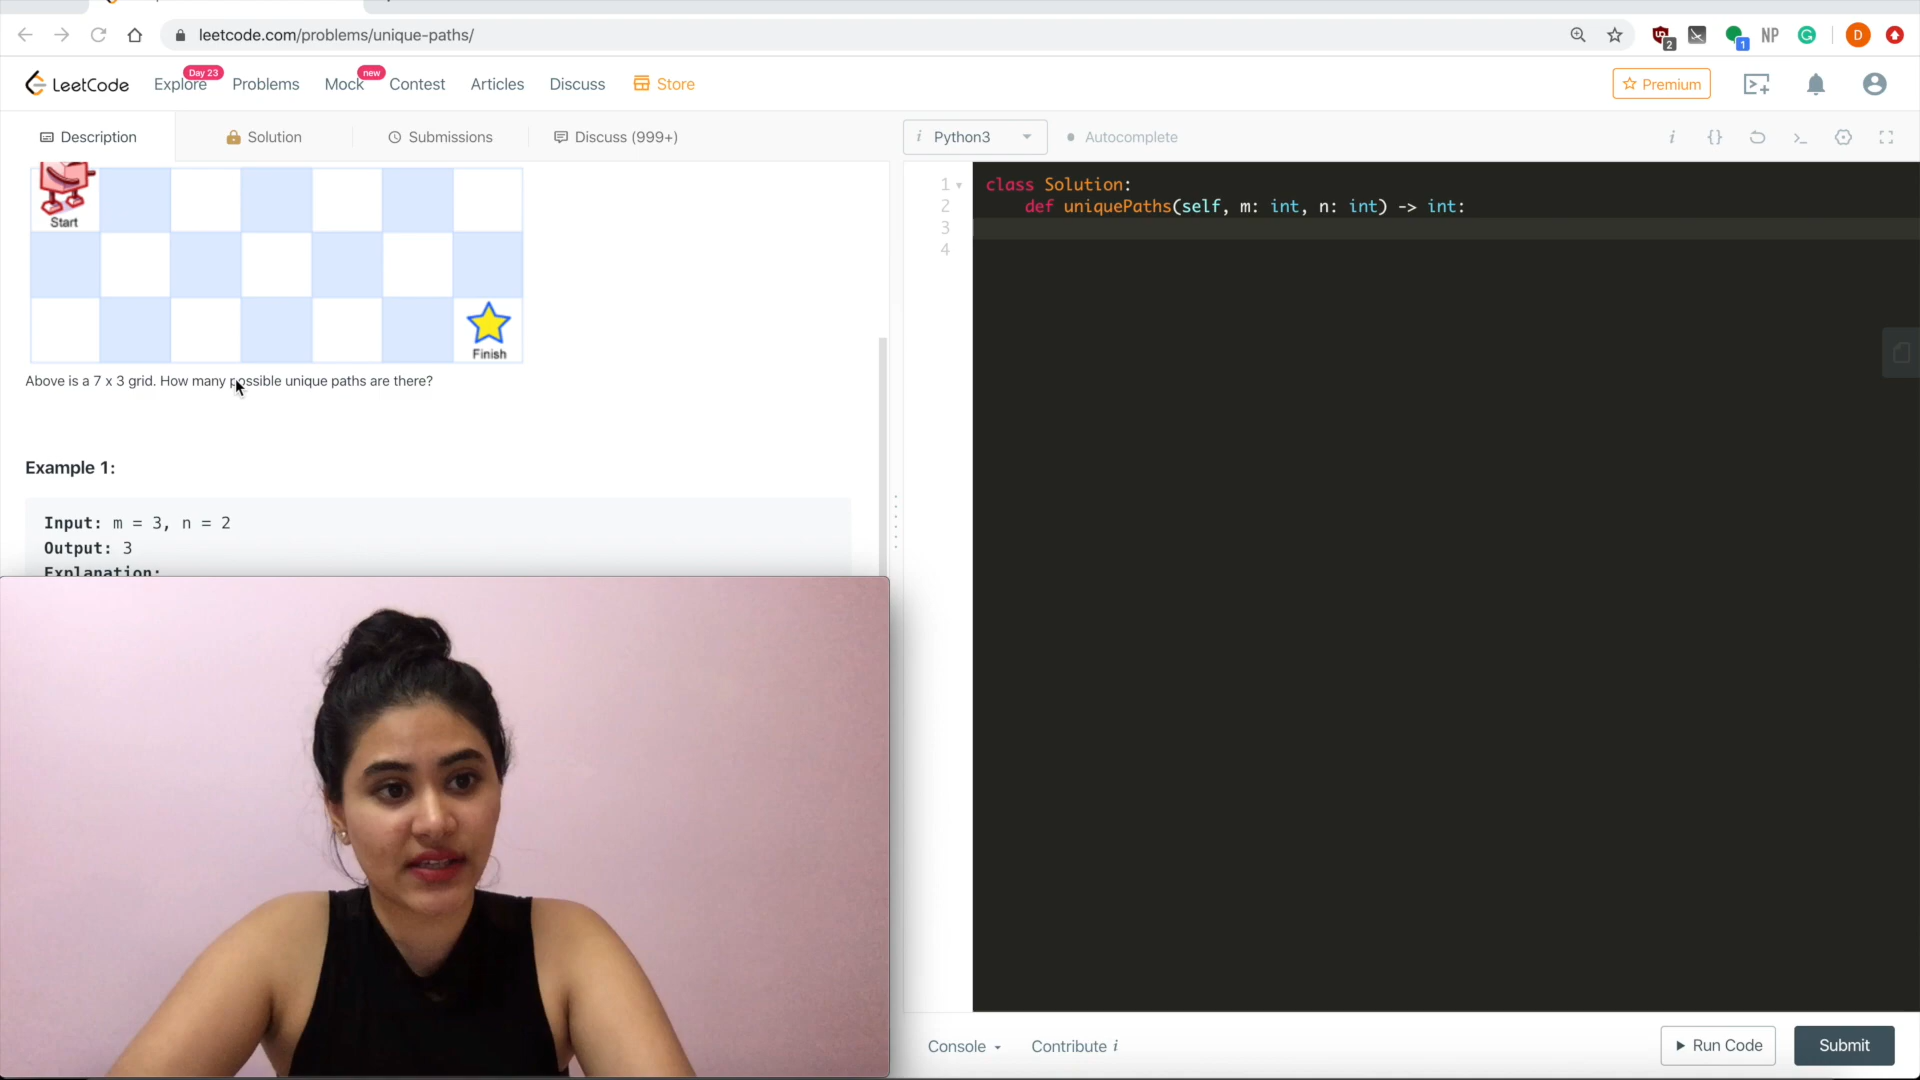 leetcode.com/problems/unique-paths/
2
1
NP
D
LeetCode
Explore
Day 23
Problems
Mock
new
Contest
Articles
Discuss
Store
Premium
Description
Solution
Submissions
Discuss (999+)
i Python3
Autocomplete
i {}
Start
Finish
Above is a 7 x 3 grid. How many possible unique paths are there?
Example 1:
Input: m = 3, n = 2
Output: 3
Explanation:
1 class Solution:
2 def uniquePaths(self, m: int, n: int) -> int:
3
4
Console
Contribute i
Run Code
Submit